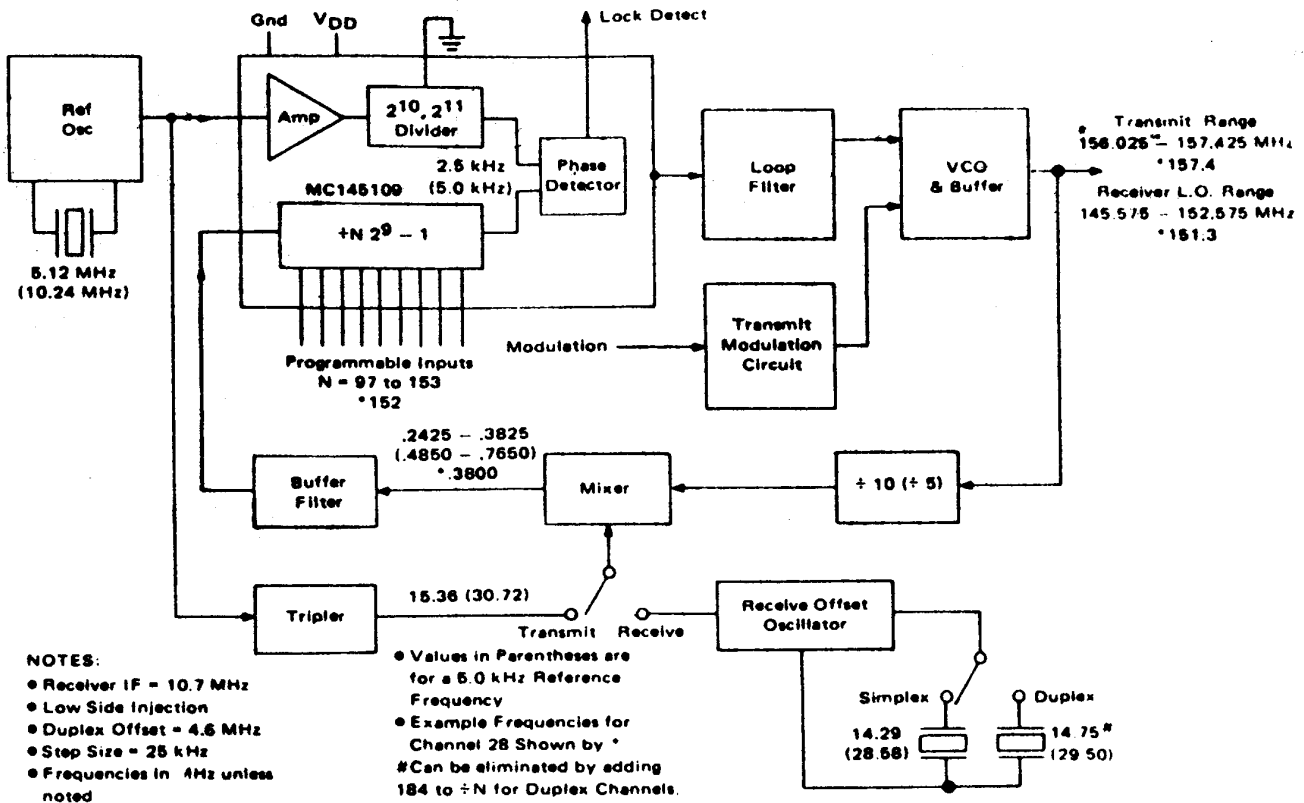 Gnd
VDD
Lock Detect
Ref
Osc
Amp
2¹⁰, 2¹¹
Divider
2.5 kHz
(5.0 kHz)
Phase
Detector
MC145109
÷N 2⁹ – 1
5.12 MHz
(10.24 MHz)
Loop
Filter
VCO
& Buffer
Transmit Range
156.025 – 157.425 MHz
*157.4
Receiver L.O. Range
145.575 – 152.575 MHz
*151.3
Programmable Inputs
N = 97 to 153
*152
Modulation
Transmit
Modulation
Circuit
.2425 – .3825
(.4850 – .7650)
*.3800
Buffer
Filter
Mixer
÷ 10 (÷ 5)
Tripler
15.36 (30.72)
Transmit
Receive
Receive Offset
Oscillator
Simplex
Duplex
14.29
(28.58)
14.75#
(29.50)
NOTES:
● Receiver IF = 10.7 MHz
● Low Side Injection
● Duplex Offset = 4.6 MHz
● Step Size = 25 kHz
● Frequencies in MHz unless
noted
● Values in Parentheses are
for a 5.0 kHz Reference
Frequency
● Example Frequencies for
Channel 28 Shown by *
#Can be eliminated by adding
184 to ÷N for Duplex Channels.